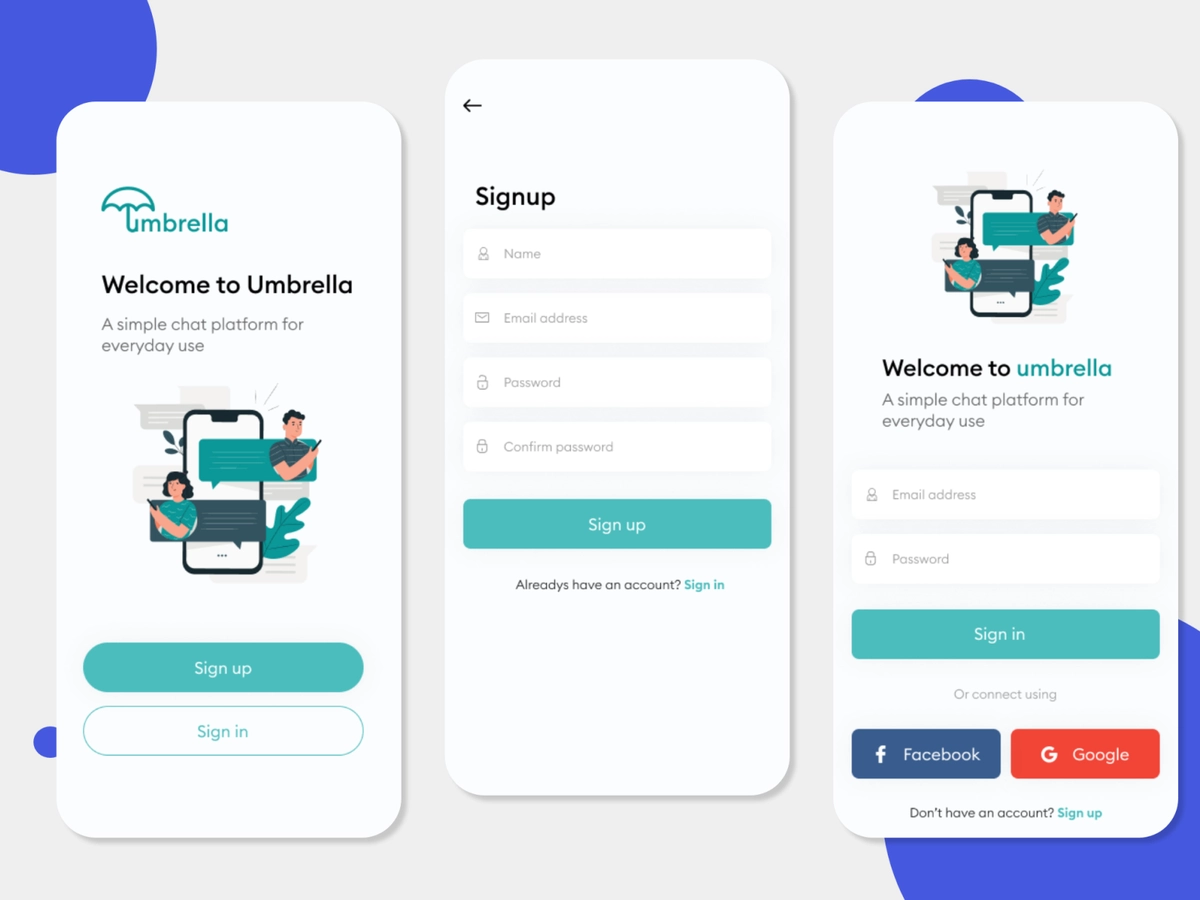 umbrella
Welcome to Umbrella
A simple chat platform for
everyday use
Sign up
Sign in
Signup
Name
Email address
Password
Confirm password
Sign up
Alreadys have an account? Sign in
Welcome to umbrella
A simple chat platform for
everyday use
Email address
Password
Sign in
Or connect using
Facebook
Google
Don't have an account? Sign up